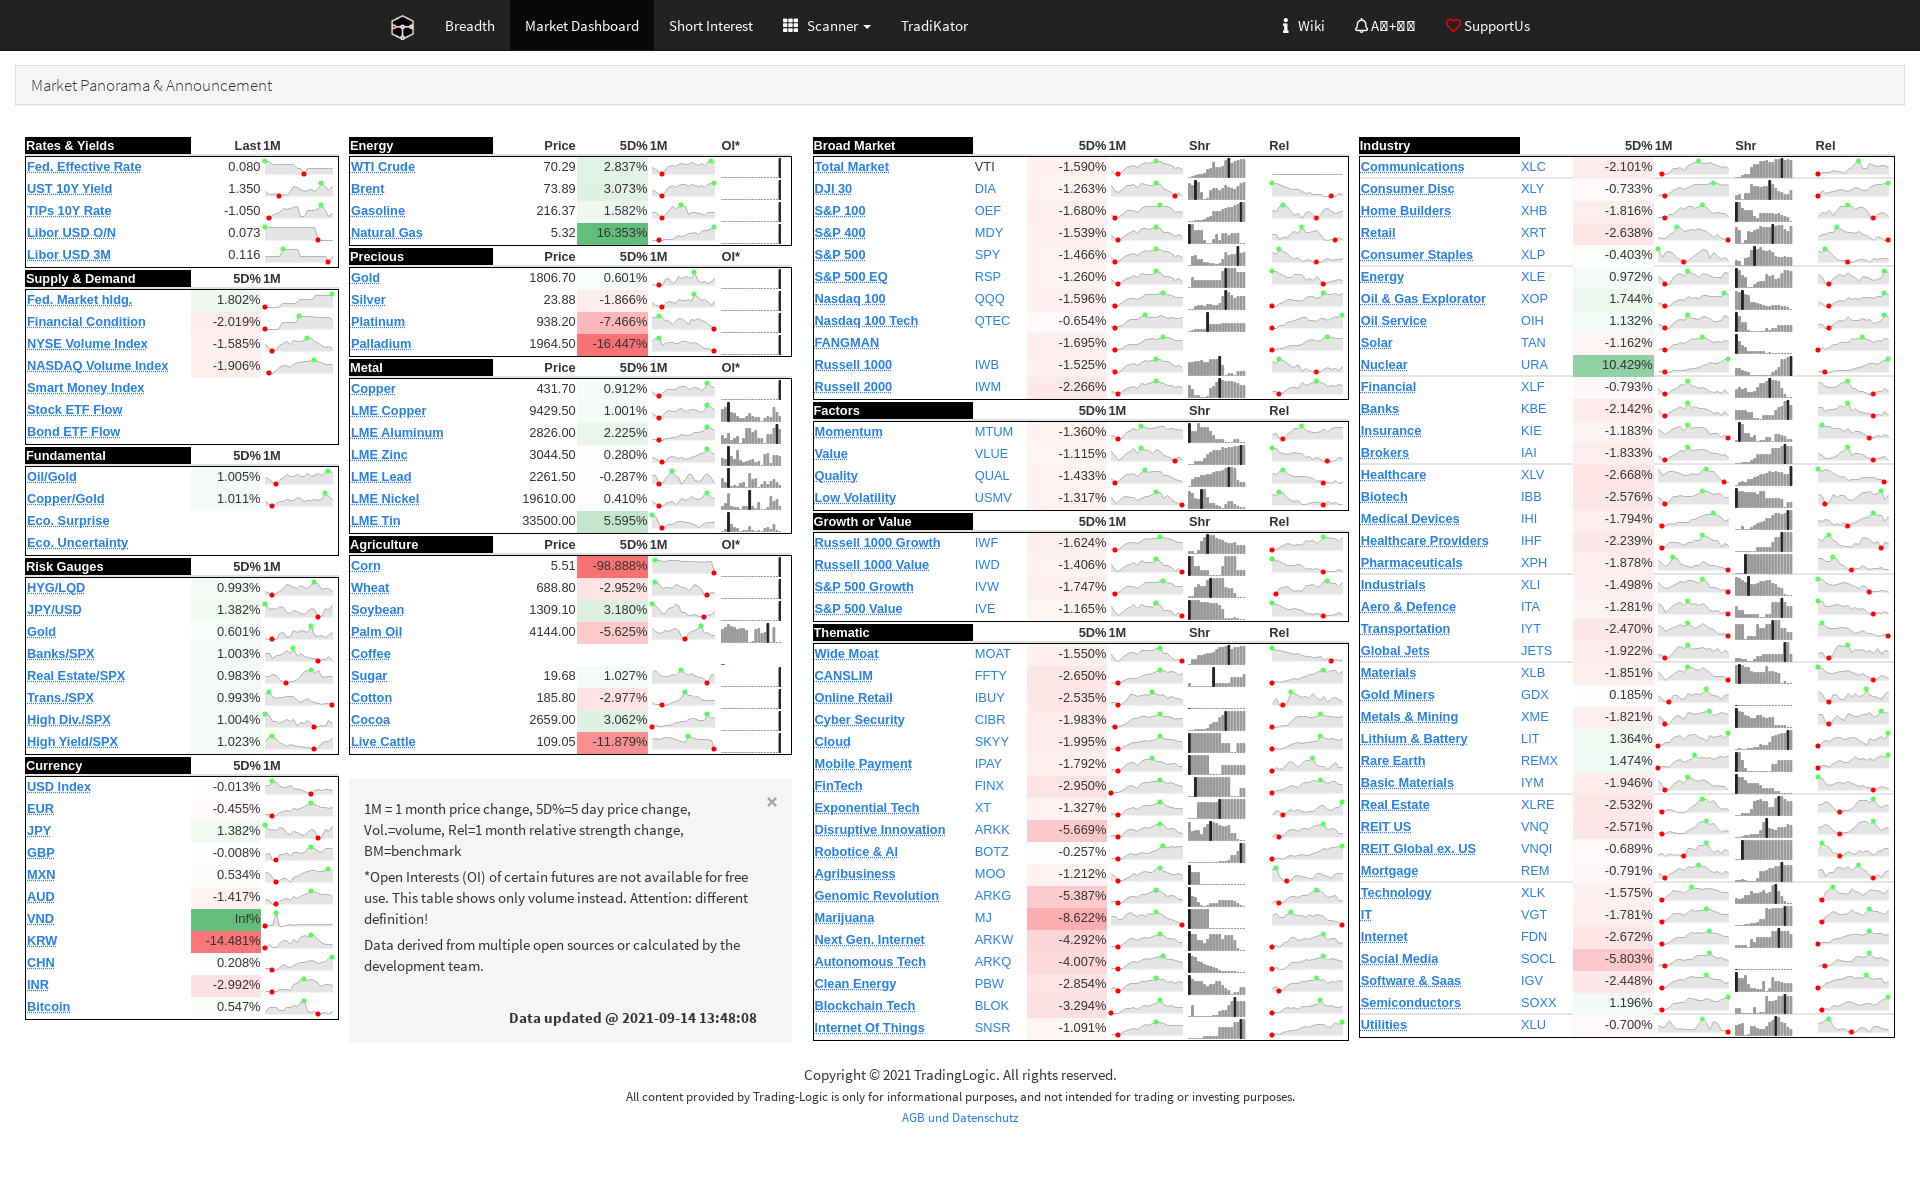 Breadth Market Dashboard Short Interest Scanner TradiKator Wiki SupportUs
Market Panorama & Announcement
Rates & Yields Last 1M
Fed. Effective Rate 0.080
UST 10Y Yield 1.350
TIPs 10Y Rate -1.050
Libor USD O/N 0.073
Libor USD 3M 0.116
Supply & Demand 5D% 1M
Fed. Market hldg. 1.802%
Financial Condition -2.019%
NYSE Volume Index -1.585%
NASDAQ Volume Index -1.906%
Smart Money Index
Stock ETF Flow
Bond ETF Flow
Fundamental 5D% 1M
Oil/Gold 1.005%
Copper/Gold 1.011%
Eco. Surprise
Eco. Uncertainty
Risk Gauges 5D% 1M
HYG/LQD 0.993%
JPY/USD 1.382%
Gold 0.601%
Banks/SPX 1.003%
Real Estate/SPX 0.983%
Trans./SPX 0.993%
High Div./SPX 1.004%
High Yield/SPX 1.023%
Currency 5D% 1M
USD Index -0.013%
EUR -0.455%
JPY 1.382%
GBP -0.008%
MXN 0.534%
AUD -1.417%
VND Inf%
KRW -14.481%
CHN 0.208%
INR -2.992%
Bitcoin 0.547%
Energy Price 5D% 1M OI*
WTI Crude 70.29 2.837%
Brent 73.89 3.073%
Gasoline 216.37 1.582%
Natural Gas 5.32 16.353%
Precious Price 5D% 1M OI*
Gold 1806.70 0.601%
Silver 23.88 -1.866%
Platinum 938.20 -7.466%
Palladium 1964.50 -16.447%
Metal Price 5D% 1M OI*
Copper 431.70 0.912%
LME Copper 9429.50 1.001%
LME Aluminum 2826.00 2.225%
LME Zinc 3044.50 0.280%
LME Lead 2261.50 -0.287%
LME Nickel 19610.00 0.410%
LME Tin 33500.00 5.595%
Agriculture Price 5D% 1M OI*
Corn 5.51 -98.888%
Wheat 688.80 -2.952%
Soybean 1309.10 3.180%
Palm Oil 4144.00 -5.625%
Coffee -
Sugar 19.68 1.027%
Cotton 185.80 -2.977%
Cocoa 2659.00 3.062%
Live Cattle 109.05 -11.879%
×
1M = 1 month price change, 5D%=5 day price change,
Vol.=volume, Rel=1 month relative strength change,
BM=benchmark
*Open Interests (OI) of certain futures are not available for free
use. This table shows only volume instead. Attention: different
definition!
Data derived from multiple open sources or calculated by the
development team.
Data updated @ 2021-09-14 13:48:08
Broad Market 5D% 1M Shr Rel
Total Market VTI -1.590%
DJI 30 DIA -1.263%
S&P 100 OEF -1.680%
S&P 400 MDY -1.539%
S&P 500 SPY -1.466%
S&P 500 EQ RSP -1.260%
Nasdaq 100 QQQ -1.596%
Nasdaq 100 Tech QTEC -0.654%
FANGMAN -1.695%
Russell 1000 IWB -1.525%
Russell 2000 IWM -2.266%
Factors 5D% 1M Shr Rel
Momentum MTUM -1.360%
Value VLUE -1.115%
Quality QUAL -1.433%
Low Volatility USMV -1.317%
Growth or Value 5D% 1M Shr Rel
Russell 1000 Growth IWF -1.624%
Russell 1000 Value IWD -1.406%
S&P 500 Growth IVW -1.747%
S&P 500 Value IVE -1.165%
Thematic 5D% 1M Shr Rel
Wide Moat MOAT -1.550%
CANSLIM FFTY -2.650%
Online Retail IBUY -2.535%
Cyber Security CIBR -1.983%
Cloud SKYY -1.995%
Mobile Payment IPAY -1.792%
FinTech FINX -2.950%
Exponential Tech XT -1.327%
Disruptive Innovation ARKK -5.669%
Robotice & AI BOTZ -0.257%
Agribusiness MOO -1.212%
Genomic Revolution ARKG -5.387%
Marijuana MJ -8.622%
Next Gen. Internet ARKW -4.292%
Autonomous Tech ARKQ -4.007%
Clean Energy PBW -2.854%
Blockchain Tech BLOK -3.294%
Internet Of Things SNSR -1.091%
Industry 5D% 1M Shr Rel
Communications XLC -2.101%
Consumer Disc XLY -0.733%
Home Builders XHB -1.816%
Retail XRT -2.638%
Consumer Staples XLP -0.403%
Energy XLE 0.972%
Oil & Gas Explorator XOP 1.744%
Oil Service OIH 1.132%
Solar TAN -1.162%
Nuclear URA 10.429%
Financial XLF -0.793%
Banks KBE -2.142%
Insurance KIE -1.183%
Brokers IAI -1.833%
Healthcare XLV -2.668%
Biotech IBB -2.576%
Medical Devices IHI -1.794%
Healthcare Providers IHF -2.239%
Pharmaceuticals XPH -1.878%
Industrials XLI -1.498%
Aero & Defence ITA -1.281%
Transportation IYT -2.470%
Global Jets JETS -1.922%
Materials XLB -1.851%
Gold Miners GDX 0.185%
Metals & Mining XME -1.821%
Lithium & Battery LIT 1.364%
Rare Earth REMX 1.474%
Basic Materials IYM -1.946%
Real Estate XLRE -2.532%
REIT US VNQ -2.571%
REIT Global ex. US VNQI -0.689%
Mortgage REM -0.791%
Technology XLK -1.575%
IT VGT -1.781%
Internet FDN -2.672%
Social Media SOCL -5.803%
Software & Saas IGV -2.448%
Semiconductors SOXX 1.196%
Utilities XLU -0.700%
Copyright © 2021 TradingLogic. All rights reserved.
All content provided by Trading-Logic is only for informational purposes, and not intended for trading or investing purposes.
AGB und Datenschutz